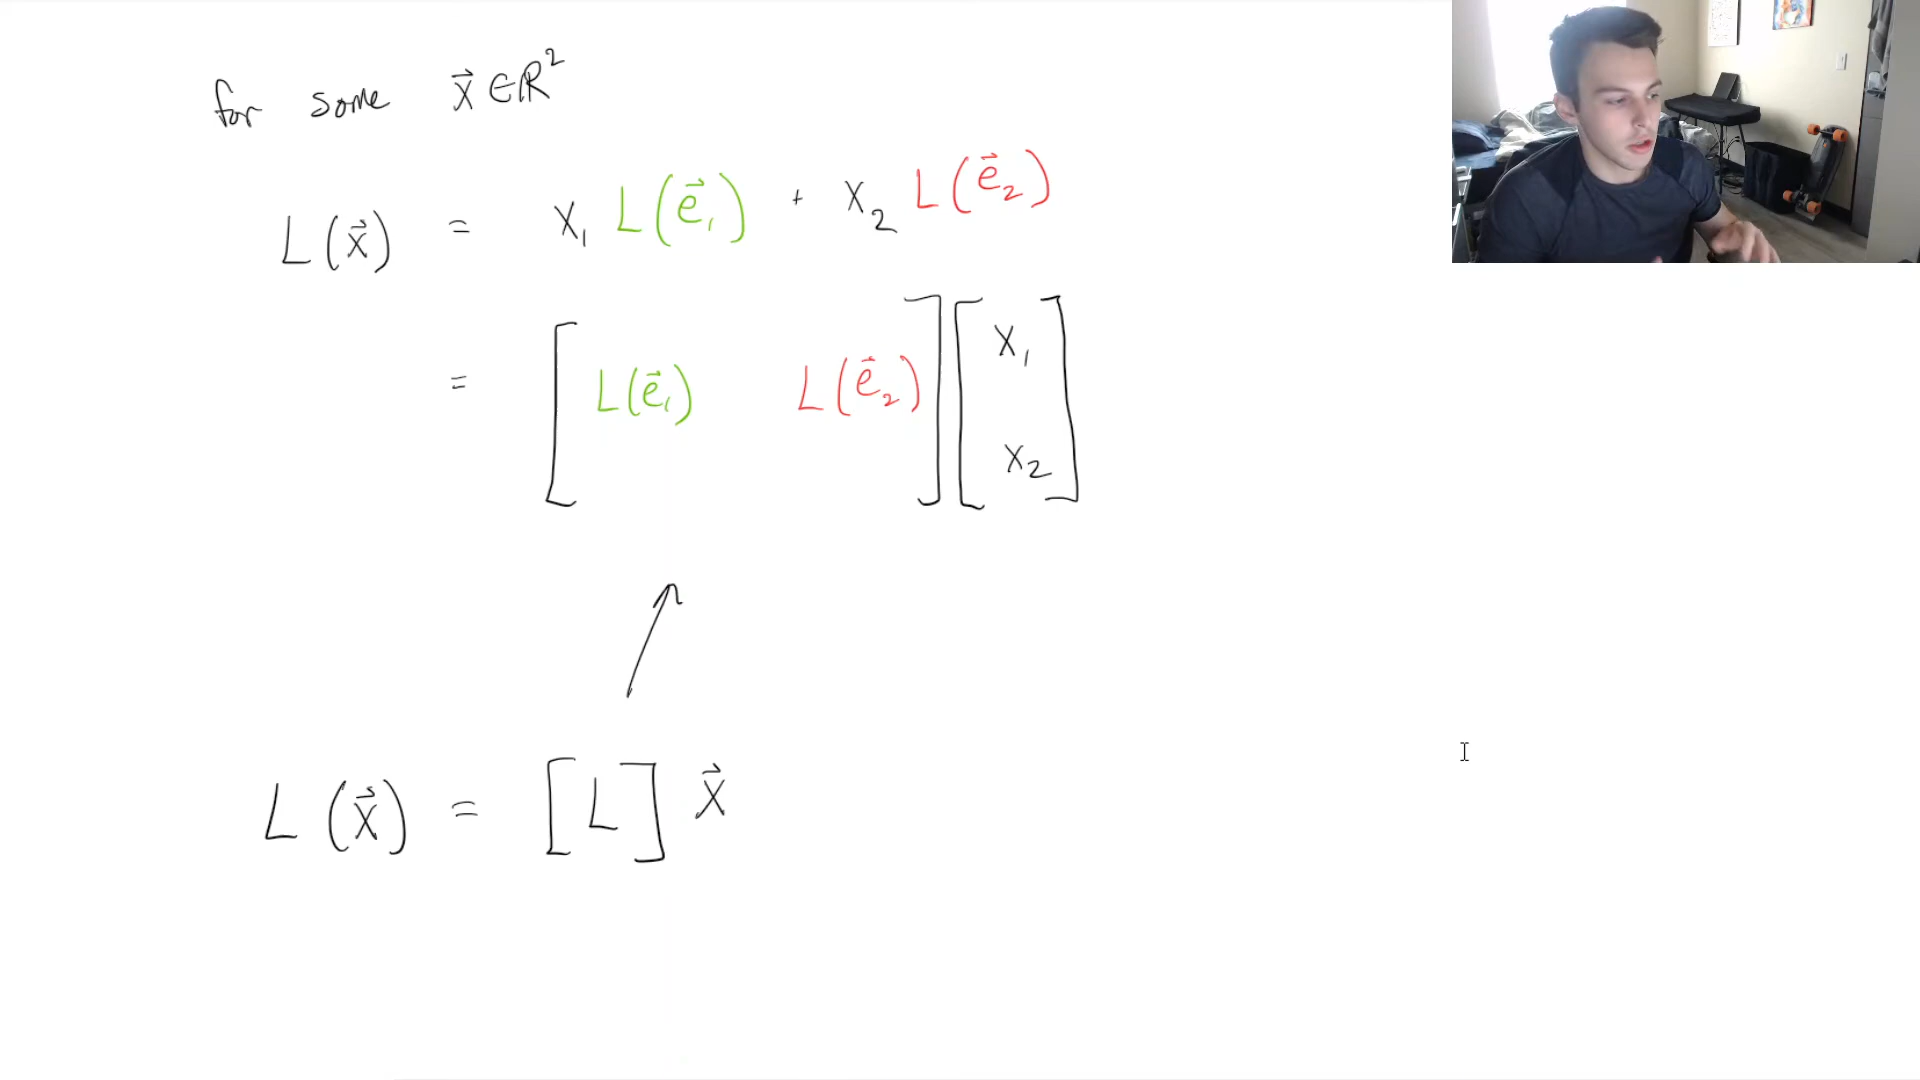 for some x⃗ ∈ ℝ²
L(x⃗) = x₁ L(e⃗₁) + x₂ L(e⃗₂)
= [ L(e⃗₁) L(e⃗₂) ] [ x₁
x₂ ]
L(x⃗) = [L] x⃗